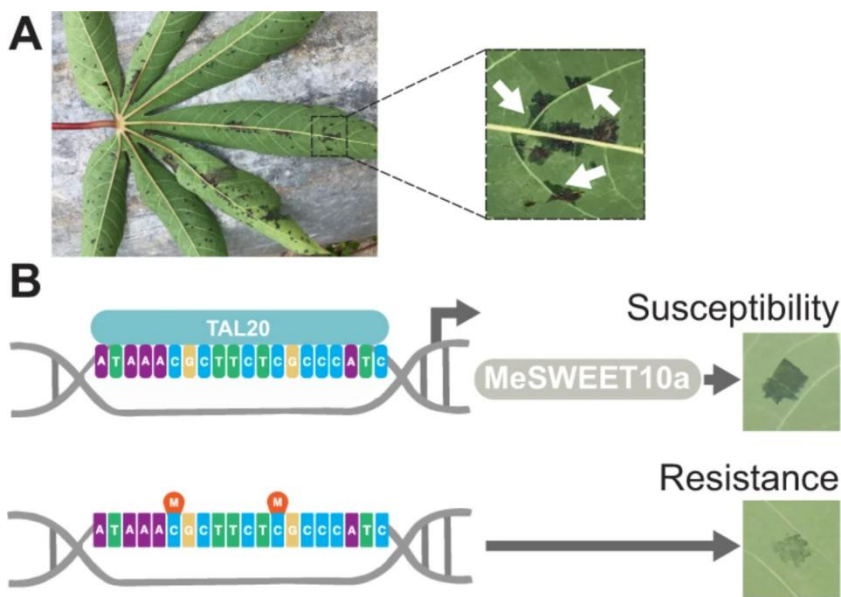 A
B
Susceptibility
TAL20
ATAAACGCTTCTCGCCCATC
MeSWEET10a
Resistance
M M
ATAAACGCTTCTCGCCCATC